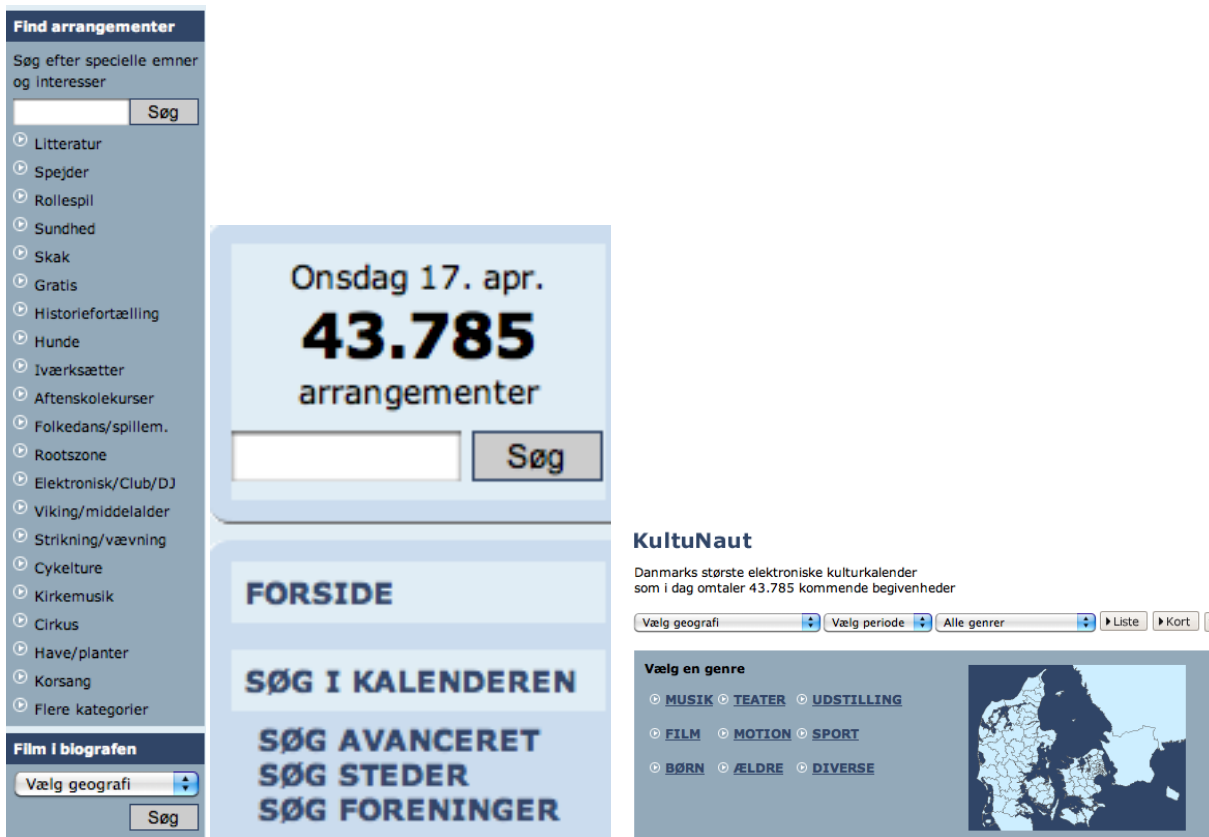 Find arrangementer
Søg efter specielle emner
og interesser
Søg
Litteratur
Spejder
Rollespil
Sundhed
Skak
Gratis
Historiefortælling
Hunde
Iværksætter
Aftenskolekurser
Folkedans/spillem.
Rootszone
Elektronisk/Club/DJ
Viking/middelalder
Strikning/vævning
Cykelture
Kirkemusik
Cirkus
Have/planter
Korsang
Flere kategorier
Film i biografen
Vælg geografi
Søg
Onsdag 17. apr.
43.785
arrangementer
Søg
FORSIDE
SØG I KALENDEREN
SØG AVANCERET
SØG STEDER
SØG FORENINGER
KultuNaut
Danmarks største elektroniske kulturkalender
som i dag omtaler 43.785 kommende begivenheder
Vælg geografi Vælg periode Alle genrer Liste Kort
Vælg en genre
MUSIK TEATER UDSTILLING
FILM MOTION SPORT
BØRN ÆLDRE DIVERSE